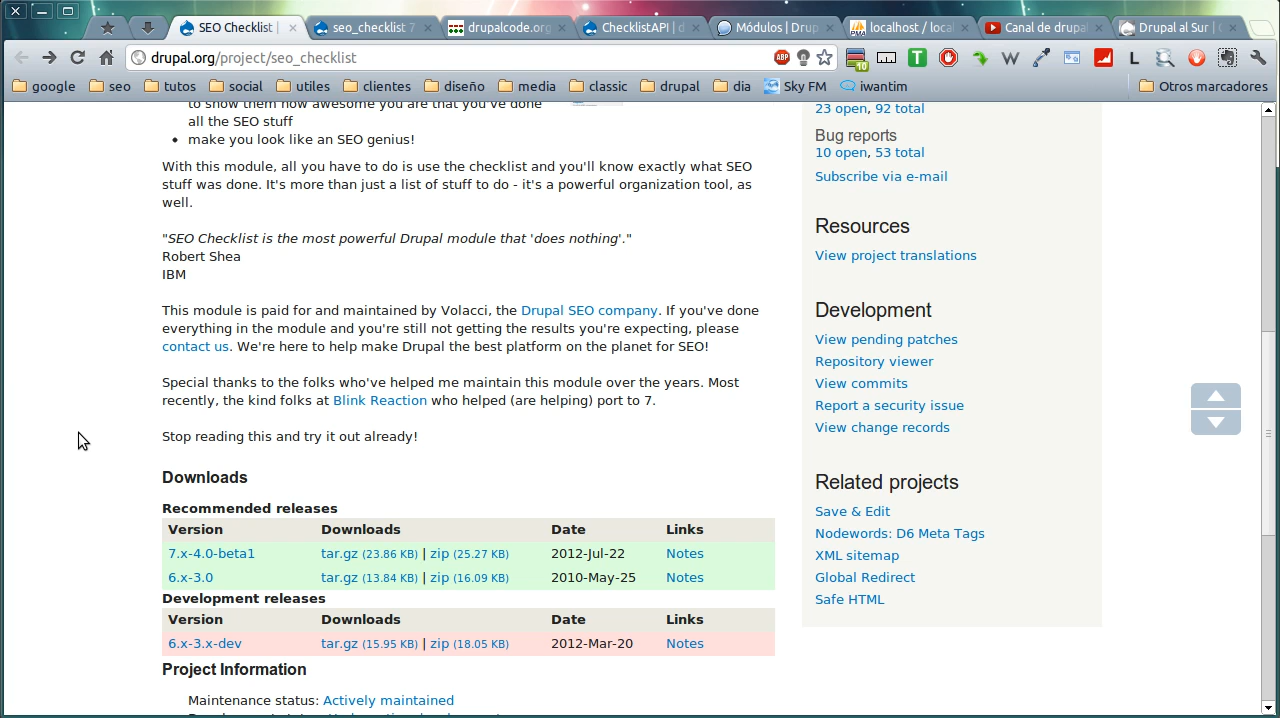 SEO Checklist |
seo_checklist 7
drupalcode.org
ChecklistAPI | d
Módulos | Drup
localhost / local
Canal de drupal
Drupal al Sur | 
drupal.org/project/seo_checklist
ABP
10
T
W
L
google
seo
tutos
social
utiles
clientes
diseño
media
classic
drupal
dia
Sky FM
iwantim
Otros marcadores
to show them how awesome you are that you've done
all the SEO stuff
• make you look like an SEO genius!
With this module, all you have to do is use the checklist and you'll know exactly what SEO
stuff was done. It's more than just a list of stuff to do - it's a powerful organization tool, as
well.
"SEO Checklist is the most powerful Drupal module that 'does nothing'."
Robert Shea
IBM
This module is paid for and maintained by Volacci, the Drupal SEO company. If you've done
everything in the module and you're still not getting the results you're expecting, please
contact us. We're here to help make Drupal the best platform on the planet for SEO!
Special thanks to the folks who've helped me maintain this module over the years. Most
recently, the kind folks at Blink Reaction who helped (are helping) port to 7.
Stop reading this and try it out already!
Downloads
Recommended releases
Version Downloads Date Links
7.x-4.0-beta1 tar.gz (23.86 KB) | zip (25.27 KB) 2012-Jul-22 Notes
6.x-3.0 tar.gz (13.84 KB) | zip (16.09 KB) 2010-May-25 Notes
Development releases
Version Downloads Date Links
6.x-3.x-dev tar.gz (15.95 KB) | zip (18.05 KB) 2012-Mar-20 Notes
Project Information
Maintenance status: Actively maintained
23 open, 92 total
Bug reports
10 open, 53 total
Subscribe via e-mail
Resources
View project translations
Development
View pending patches
Repository viewer
View commits
Report a security issue
View change records
Related projects
Save & Edit
Nodewords: D6 Meta Tags
XML sitemap
Global Redirect
Safe HTML